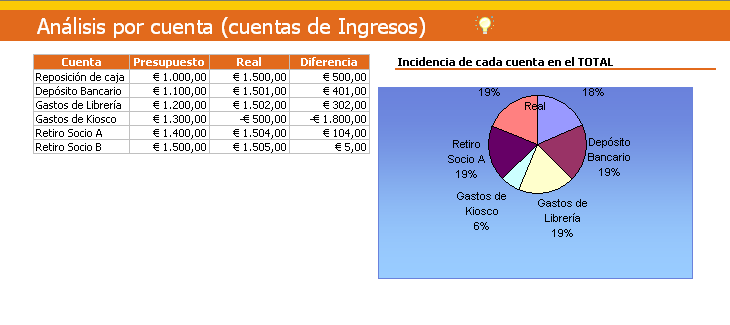 Análisis por cuenta (cuentas de Ingresos)
Cuenta Presupuesto Real Diferencia
Reposición de caja € 1.000,00 € 1.500,00 € 500,00
Depósito Bancario € 1.100,00 € 1.501,00 € 401,00
Gastos de Librería € 1.200,00 € 1.502,00 € 302,00
Gastos de Kiosco € 1.300,00 -€ 500,00 -€ 1.800,00
Retiro Socio A € 1.400,00 € 1.504,00 € 104,00
Retiro Socio B € 1.500,00 € 1.505,00 € 5,00
Incidencia de cada cuenta en el TOTAL
19% 18%
Real
Retiro
Socio A
19%
Depósito
Bancario
19%
Gastos de
Kiosco
6%
Gastos de
Librería
19%